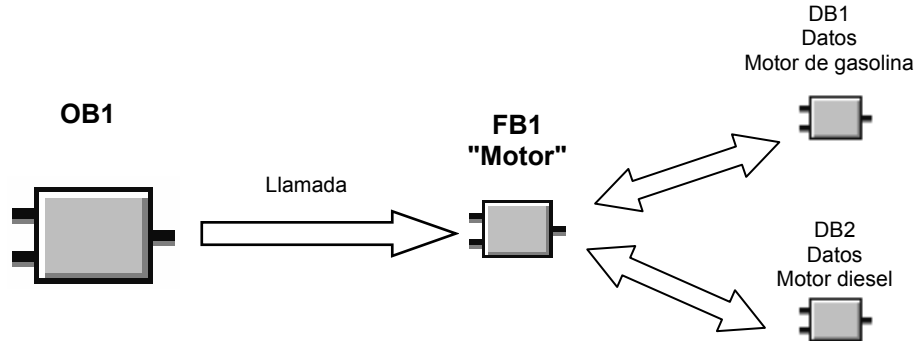 OB1
Llamada
FB1
"Motor"
DB1
Datos
Motor de gasolina
DB2
Datos
Motor diesel